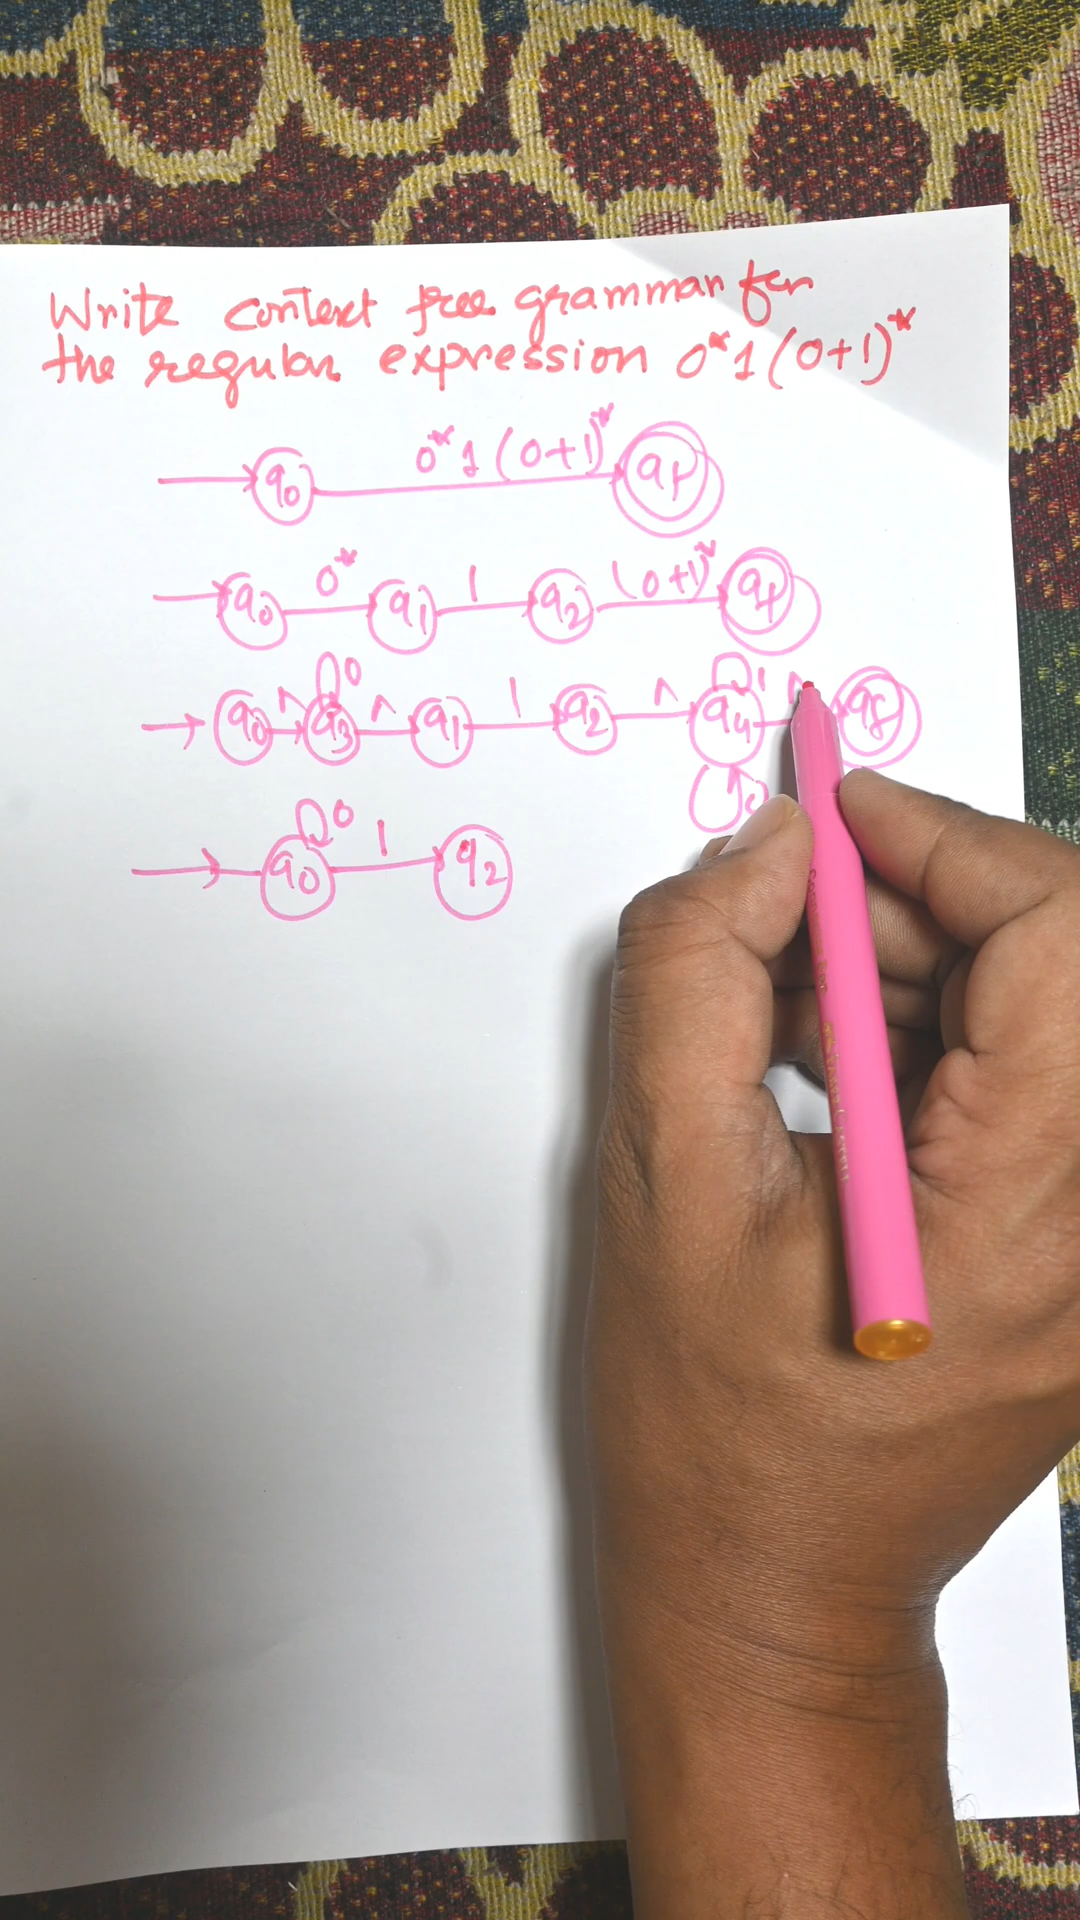 Write context free grammar for
the regular expression 0*1(0+1)*
0*1(0+1)*
q0 qf
0* 1 (0+1)*
q0 q1 q2 qf
0 1
^ ^ 1 ^ ^
q0 q3 q1 q2 q4 qf
0
0 1
q0 q2